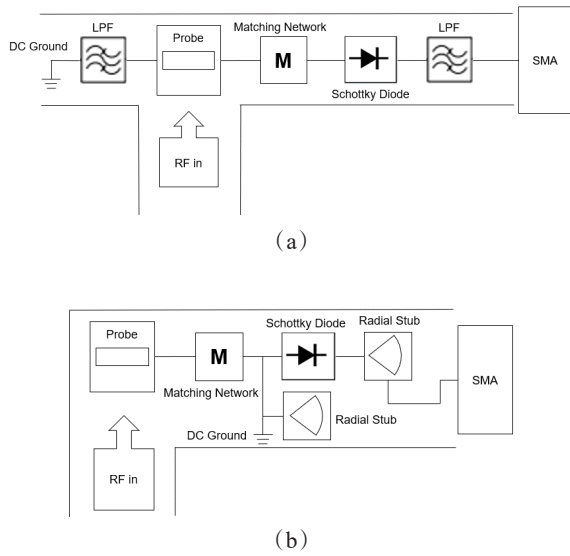 LPF
Probe
Matching Network
LPF
DC Ground
M
SMA
Schottky Diode
RF in
(a)
Schottky Diode
Radial Stub
Probe
M
SMA
Matching Network
Radial Stub
DC Ground
RF in
(b)